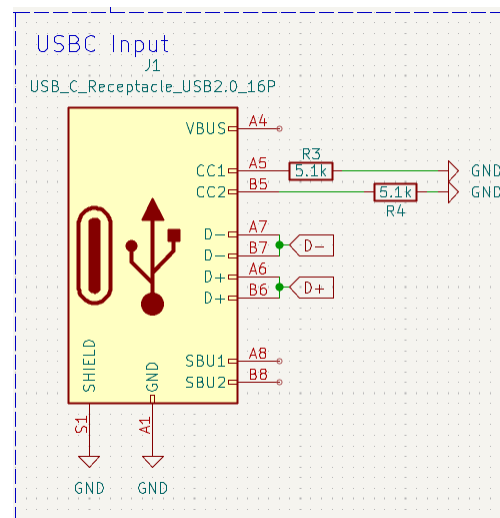 USBC Input
J1
USB_C_Receptacle_USB2.0_16P
VBUS A4
CC1 A5 R3 5.1k GND
CC2 B5 5.1k R4 GND
D- A7
D- B7 D-
D+ A6
D+ B6 D+
SBU1 A8
SBU2 B8
SHIELD GND
S1 A1
GND GND